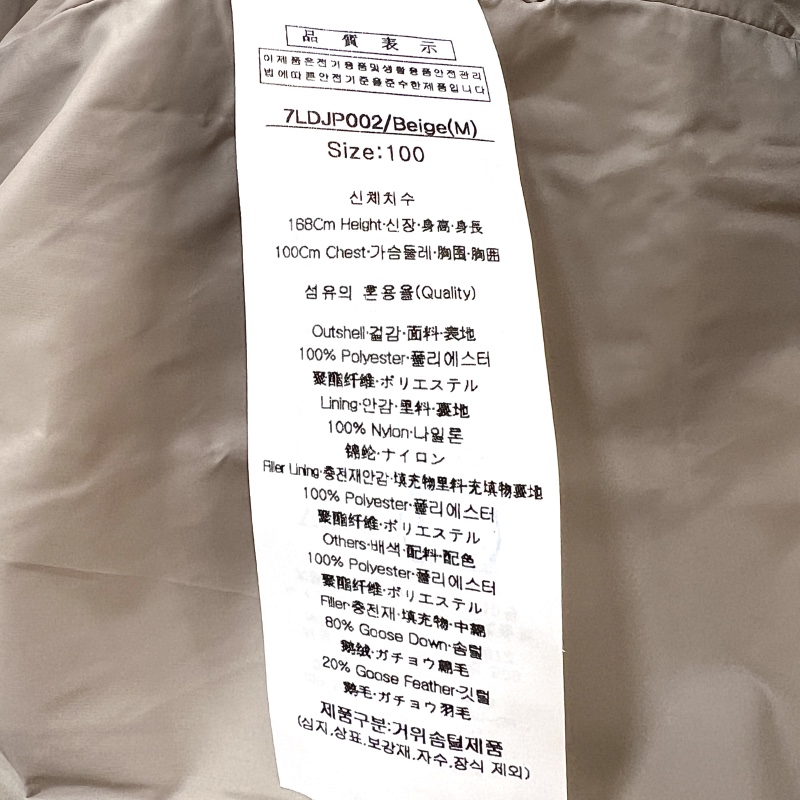 品質表示
이제품은전기용품및생활용품안전관리
법에따른안전기준을준수한제품입니다
7LDJP002/Beige(M)
Size:100
신체치수
168Cm Height·신장·身高·身長
100Cm Chest·가슴둘레·胸围·胸囲
섬유의 혼용율(Quality)
Outshell·겉감·面料·表地
100% Polyester·폴리에스터
聚酯纤维·ポリエステル
Lining·안감·里料·裏地
100% Nylon·나일론
锦纶·ナイロン
Filler Lining·충전재안감·填充物里料·充填物裏地
100% Polyester·폴리에스터
聚酯纤维·ポリエステル
Others·배색·配料·配色
100% Polyester·폴리에스터
聚酯纤维·ポリエステル
Filler·충전재·填充物·中綿
80% Goose Down·솜털
鹅绒·ガチョウ綿毛
20% Goose Feather·깃털
鹅毛·ガチョウ羽毛
제품구분:거위솜털제품
(심지,상표,보강재,자수,장식 제외)